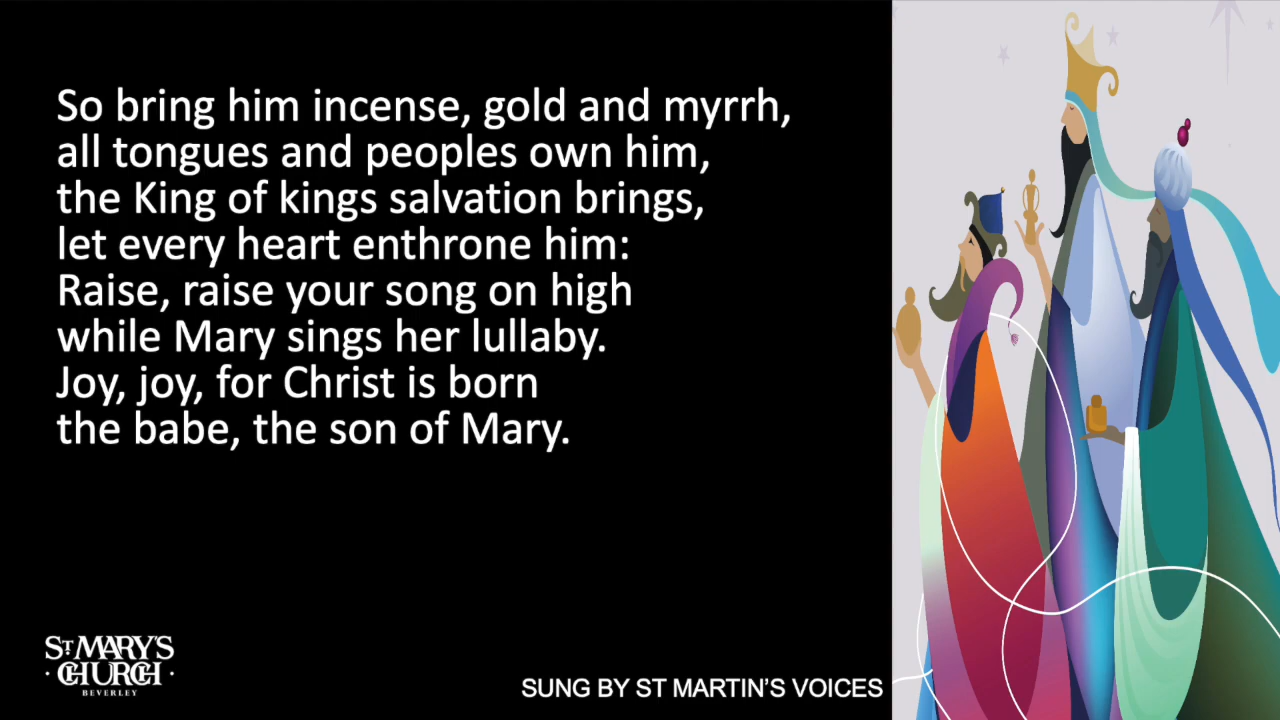 So bring him incense, gold and myrrh,
all tongues and peoples own him,
the King of kings salvation brings,
let every heart enthrone him:
Raise, raise your song on high
while Mary sings her lullaby.
Joy, joy, for Christ is born
the babe, the son of Mary.
ST MARY'S
CHURCH
BEVERLEY
SUNG BY ST MARTIN'S VOICES